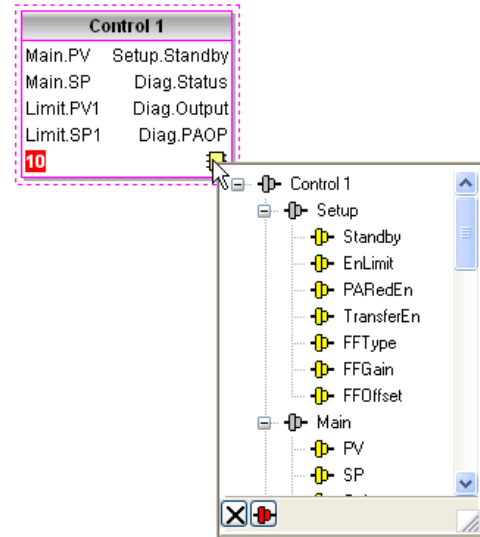 Control 1
Main.PV Setup.Standby
Main.SP Diag.Status
Limit.PV1 Diag.Output
Limit.SP1 Diag.PAOP
10
Control 1
Setup
Standby
EnLimit
PARedEn
TransferEn
FFType
FFGain
FFOffset
Main
PV
SP